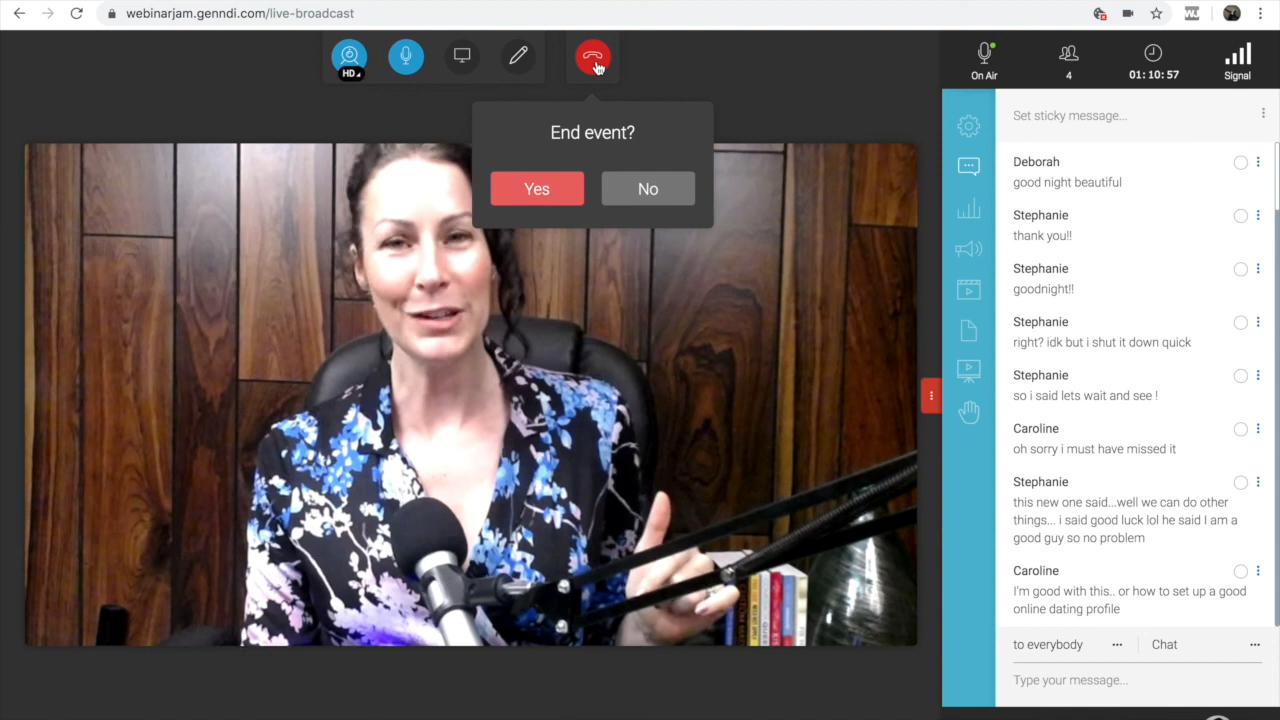 webinarjam.genndi.com/live-broadcast
HD
On Air
4
01:10:57
Signal
End event?
Yes
No
Set sticky message...
Deborah
good night beautiful
Stephanie
thank you!!
Stephanie
goodnight!!
Stephanie
right? idk but i shut it down quick
Stephanie
so i said lets wait and see !
Caroline
oh sorry i must have missed it
Stephanie
this new one said...well we can do other
things... i said good luck lol he said I am a
good guy so no problem
Caroline
I'm good with this.. or how to set up a good
online dating profile
to everybody
Chat
Type your message...